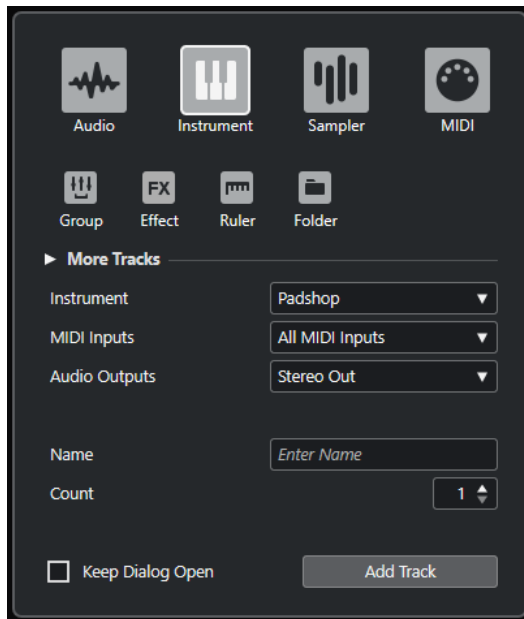 Audio Instrument Sampler MIDI
FX
Group Effect Ruler Folder
More Tracks
Instrument Padshop
MIDI Inputs All MIDI Inputs
Audio Outputs Stereo Out
Name Enter Name
Count 1
Keep Dialog Open Add Track